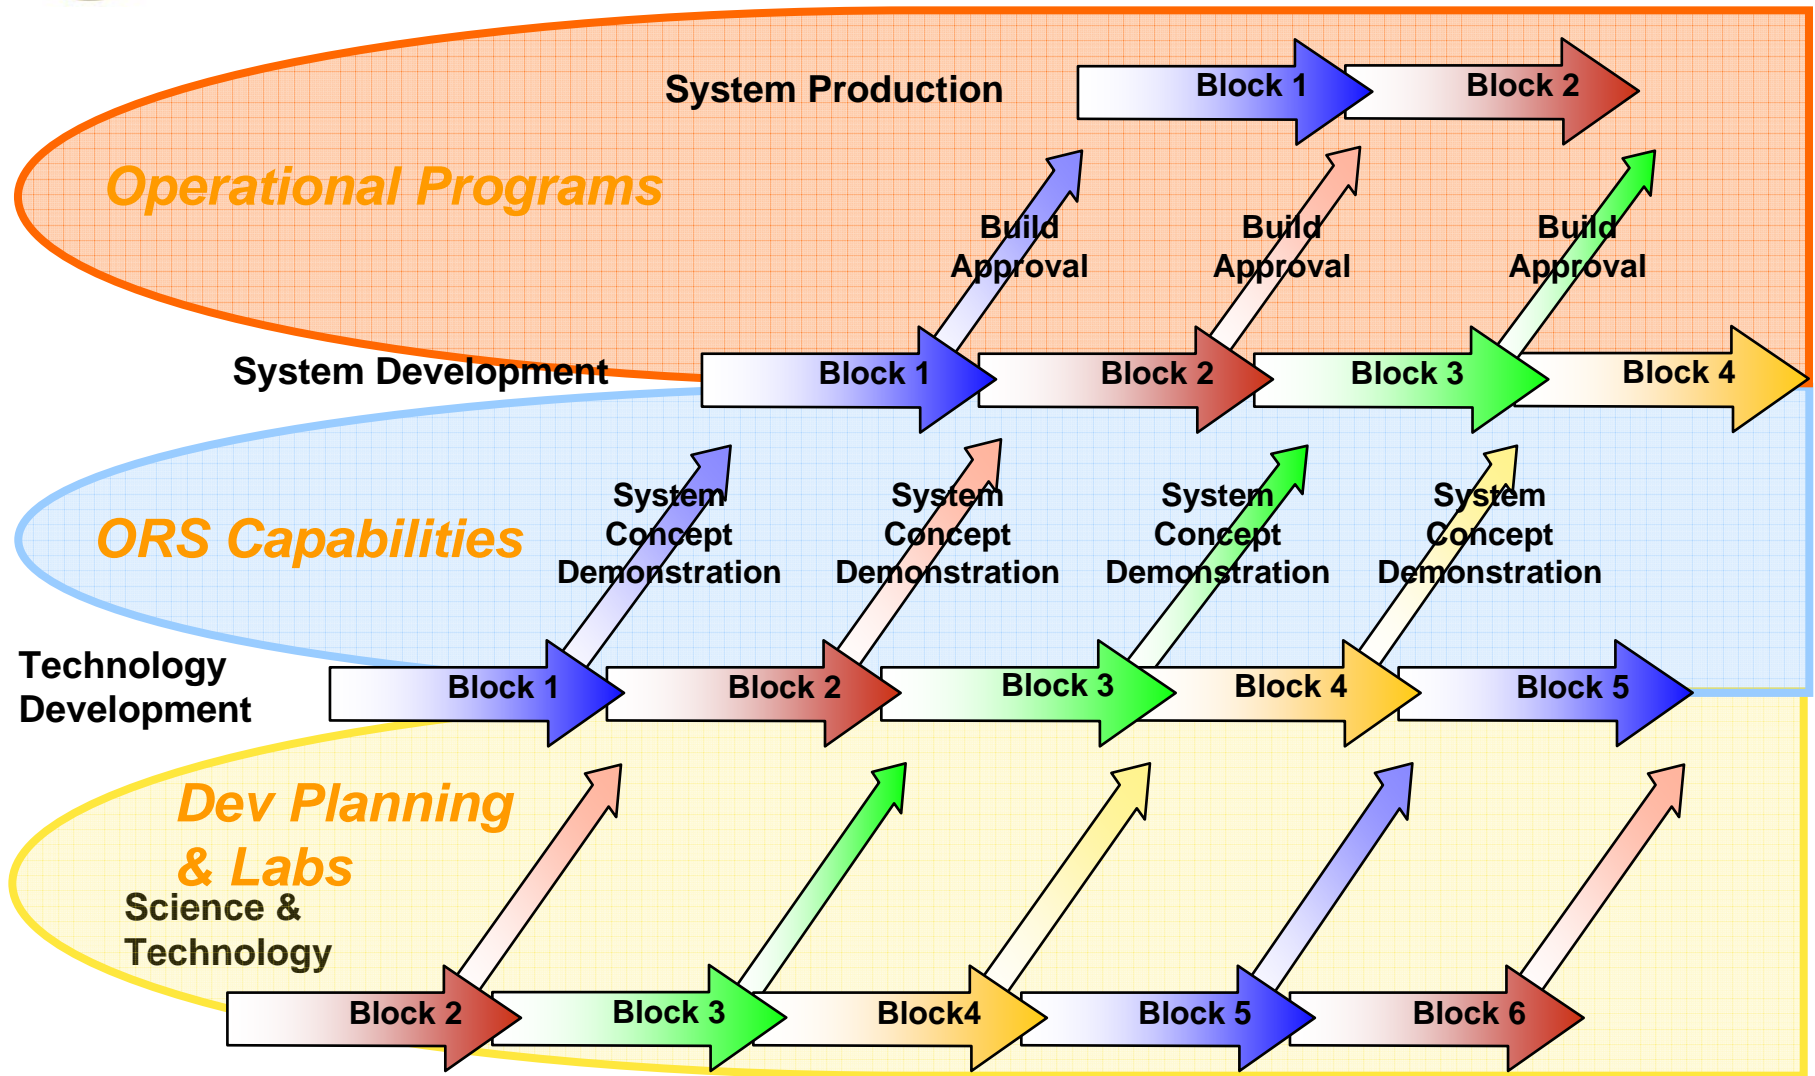 System Production
Block 1
Block 2
Operational Programs
Build
Approval
Build
Approval
Build
Approval
System Development
Block 1
Block 2
Block 3
Block 4
ORS Capabilities
System
Concept
Demonstration
System
Concept
Demonstration
System
Concept
Demonstration
System
Concept
Demonstration
Technology
Development
Block 1
Block 2
Block 3
Block 4
Block 5
Dev Planning
& Labs
Science &
Technology
Block 2
Block 3
Block4
Block 5
Block 6